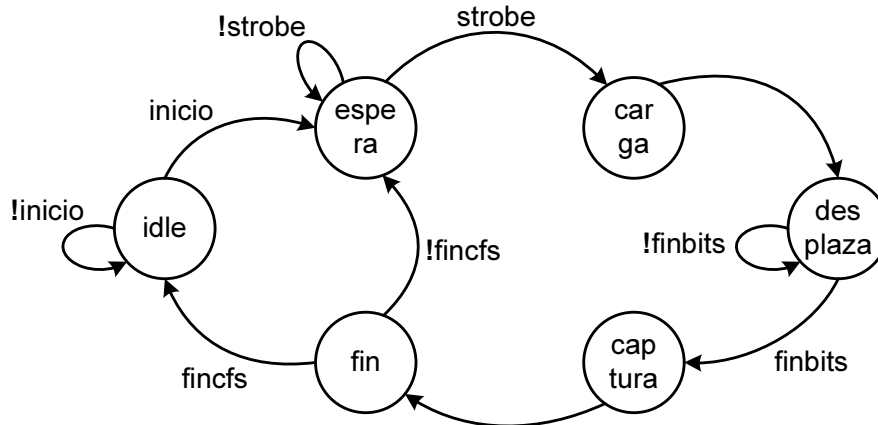 strobe
!strobe
inicio
espe
ra
car
ga
!inicio
idle
des
plaza
!finbits
!fincfs
fin
cap
tura
fincfs
finbits